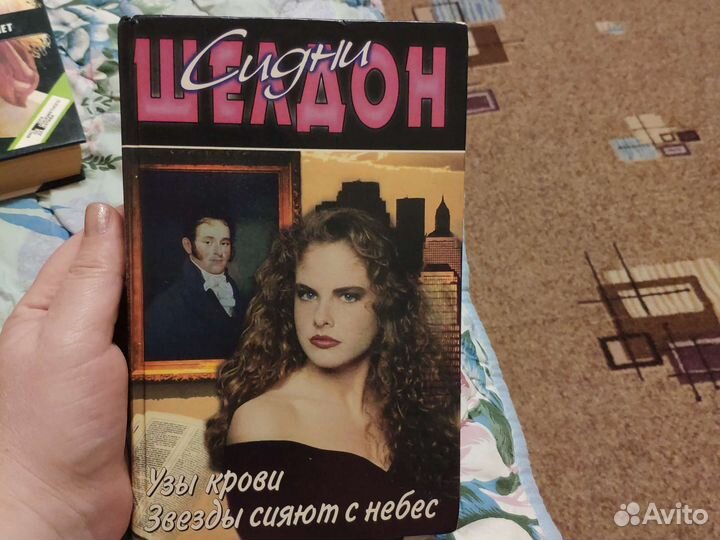 Сидни
ШЕЛДОН
Узы крови
Звезды сияют с небес
Avito